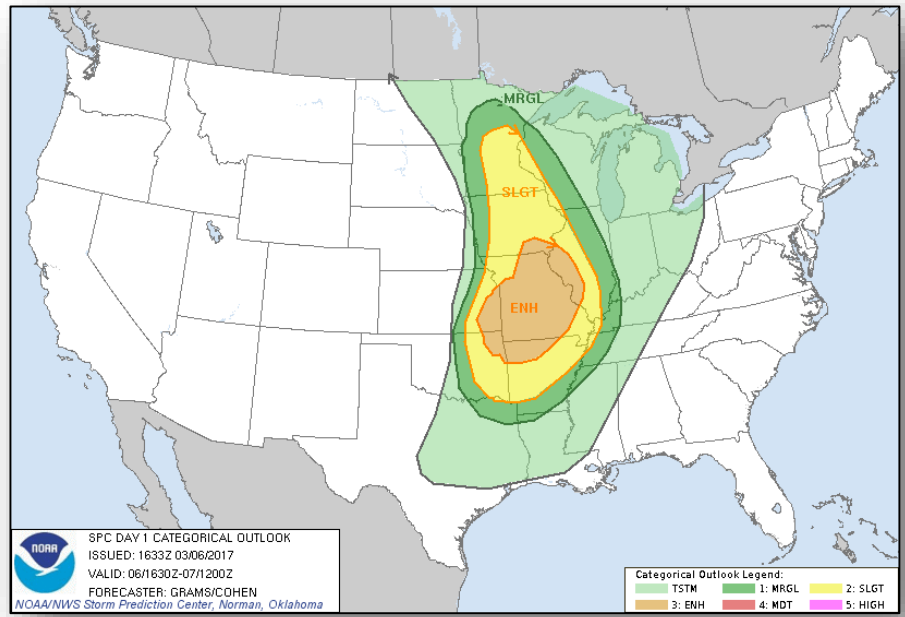 MRGL
SLGT
ENH
NOAA
SPC DAY 1 CATEGORICAL OUTLOOK
ISSUED: 1633Z 03/06/2017
VALID: 06/1630Z-07/1200Z
FORECASTER: GRAMS/COHEN
NOAA/NWS Storm Prediction Center, Norman, Oklahoma
Categorical Outlook Legend:
TSTM 1: MRGL 2: SLGT
3: ENH 4: MDT 5: HIGH